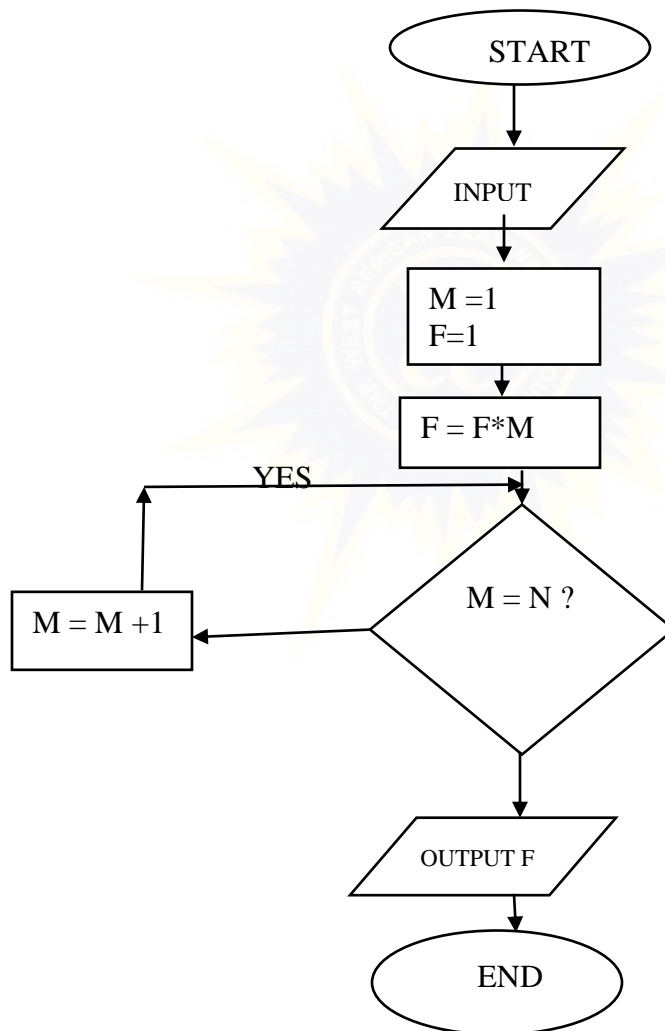 START
INPUT
M =1
F=1
F = F*M
YES
M = N ?
M = M +1
OUTPUT F
END